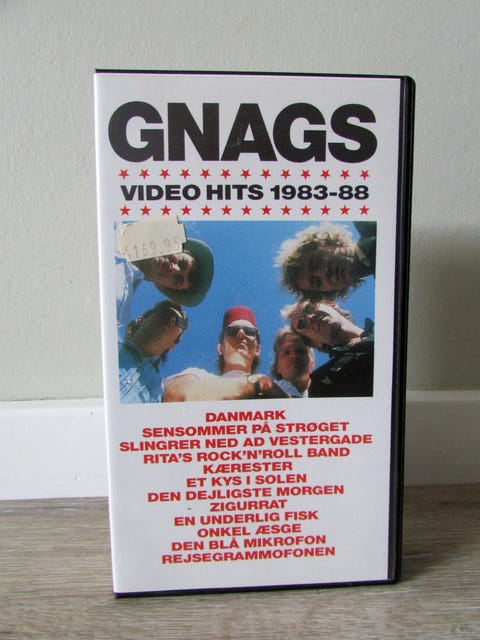 GNAGS
VIDEO HITS 1983-88
169.95
DANMARK
SENSOMMER PÅ STRØGET
SLINGRER NED AD VESTERGADE
RITA'S ROCK'N'ROLL BAND
KÆRESTER
ET KYS I SOLEN
DEN DEJLIGSTE MORGEN
ZIGURRAT
EN UNDERLIG FISK
ONKEL ÆSGE
DEN BLÅ MIKROFON
REJSEGRAMMOFONEN